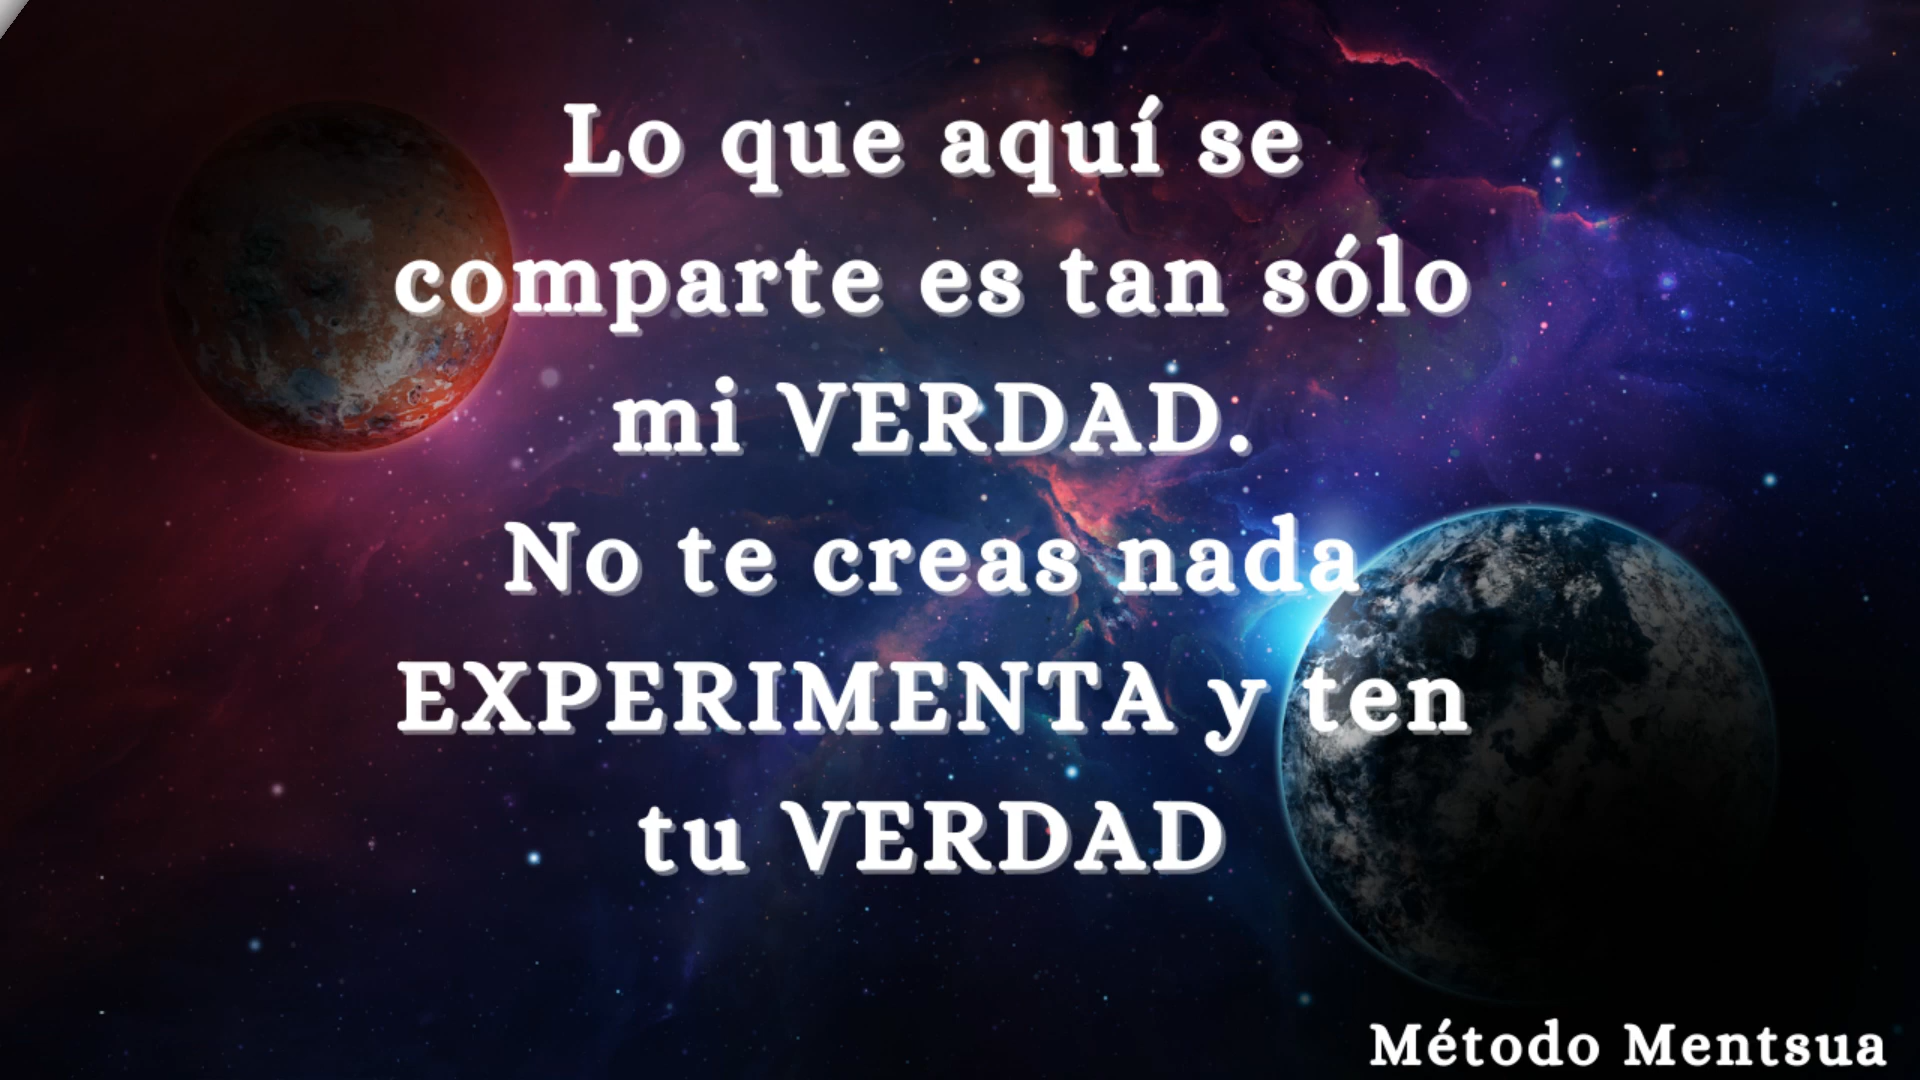 Lo que aquí se
comparte es tan sólo
mi VERDAD.
No te creas nada
EXPERIMENTA y ten
tu VERDAD
Método Mentsua